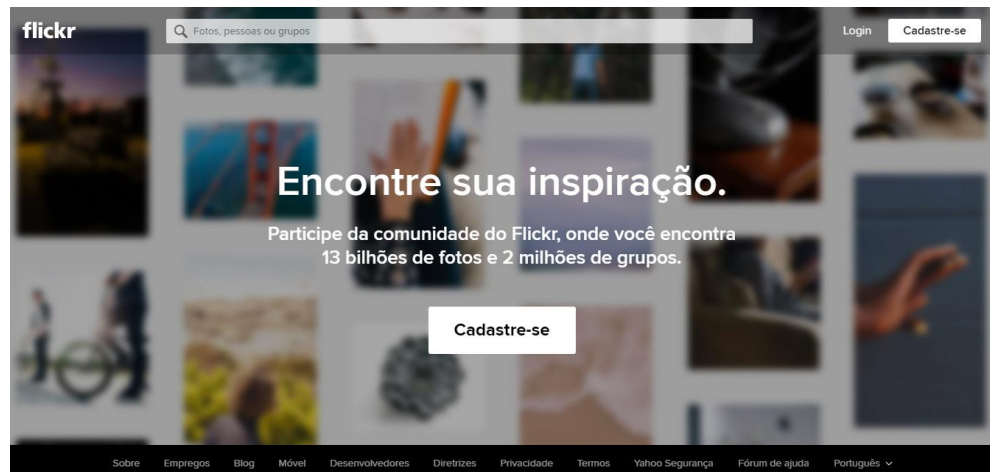 flickr
Fotos, pessoas ou grupos
Login
Cadastre-se
Encontre sua inspiração.
Participe da comunidade do Flickr, onde você encontra
13 bilhões de fotos e 2 milhões de grupos.
Cadastre-se
Sobre Empregos Blog Móvel Desenvolvedores Diretrizes Privacidade Termos Yahoo Segurança Fórum de ajuda Português